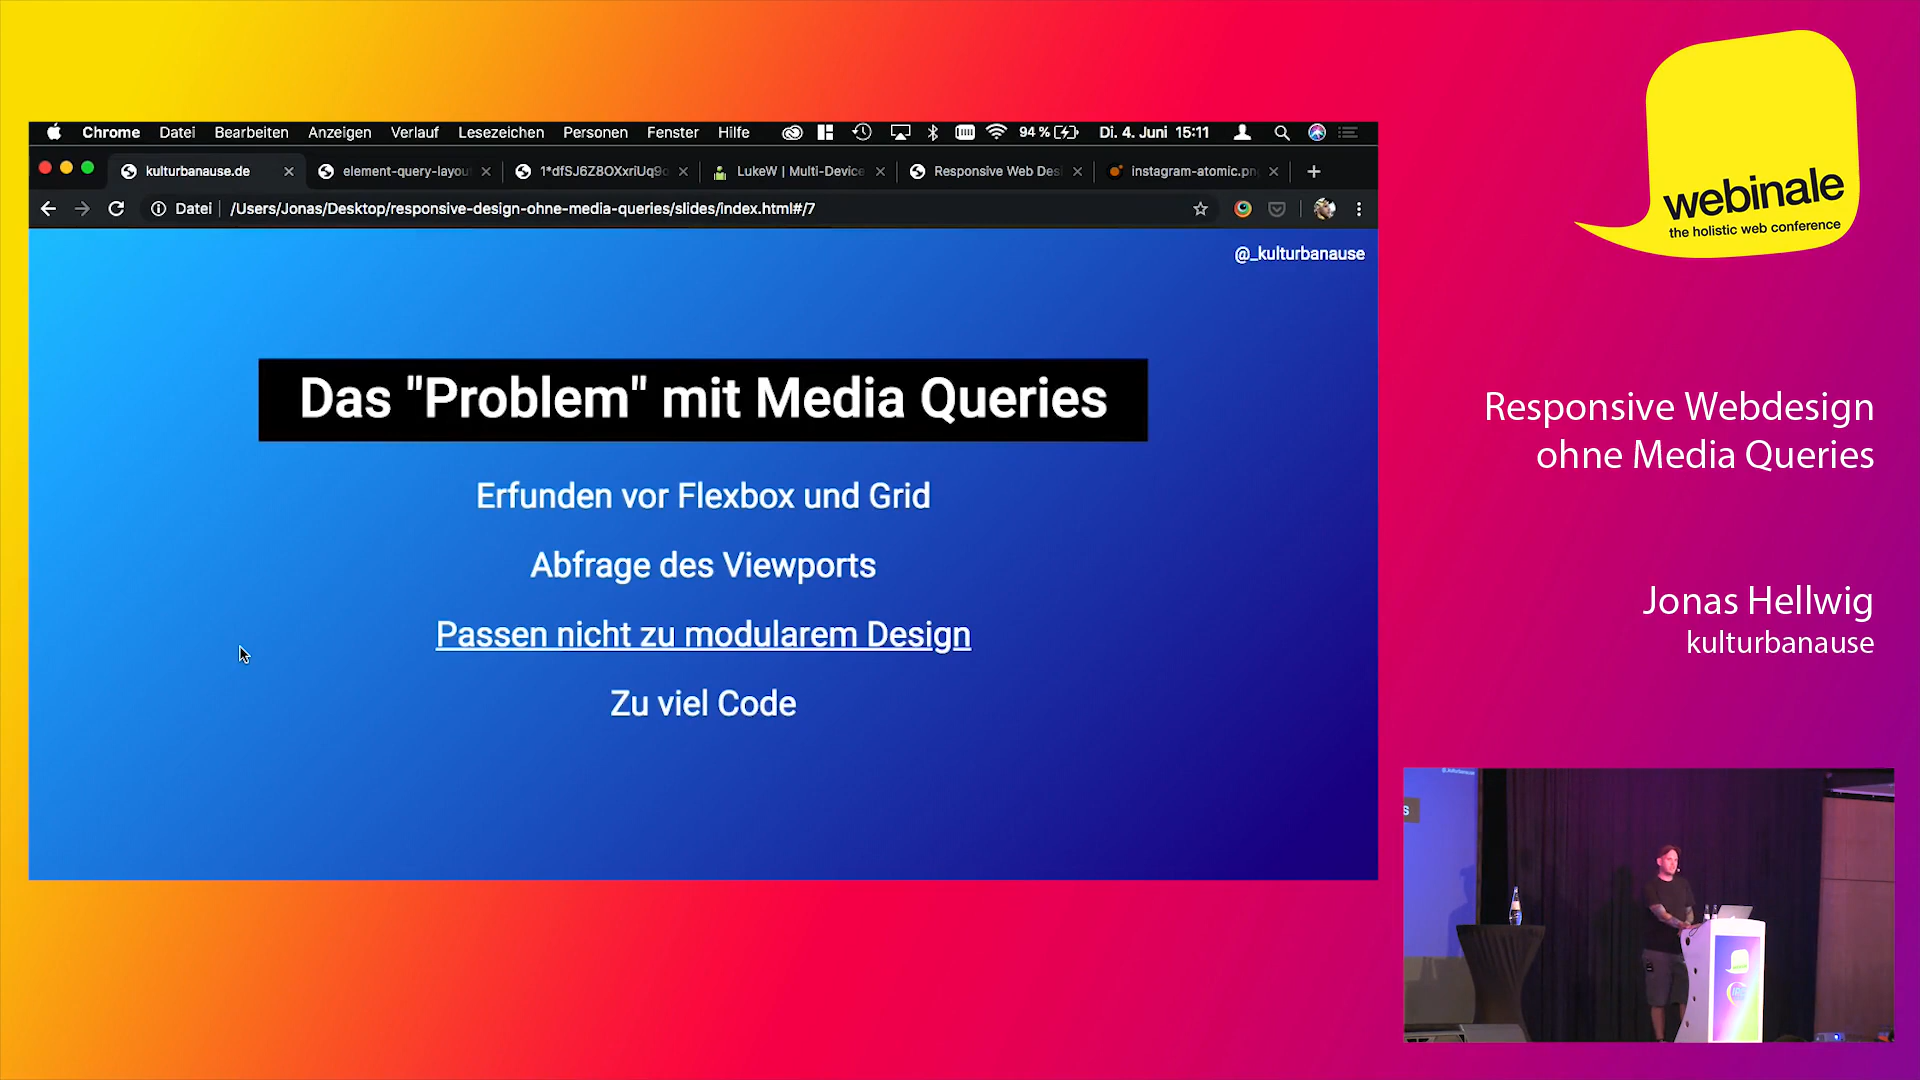 Chrome Datei Bearbeiten Anzeigen Verlauf Lesezeichen Personen Fenster Hilfe 94 % Di. 4. Juni 15:11
kulturbanause.de element-query-layou 1*dfSJ6Z8OXxriUq9o LukeW | Multi-Device Responsive Web Des instagram-atomic.pn
Datei /Users/Jonas/Desktop/responsive-design-ohne-media-queries/slides/index.html#/7
@_kulturbanause
Das "Problem" mit Media Queries
Erfunden vor Flexbox und Grid
Abfrage des Viewports
Passen nicht zu modularem Design
Zu viel Code
webinale
the holistic web conference
Responsive Webdesign
ohne Media Queries
Jonas Hellwig
kulturbanause